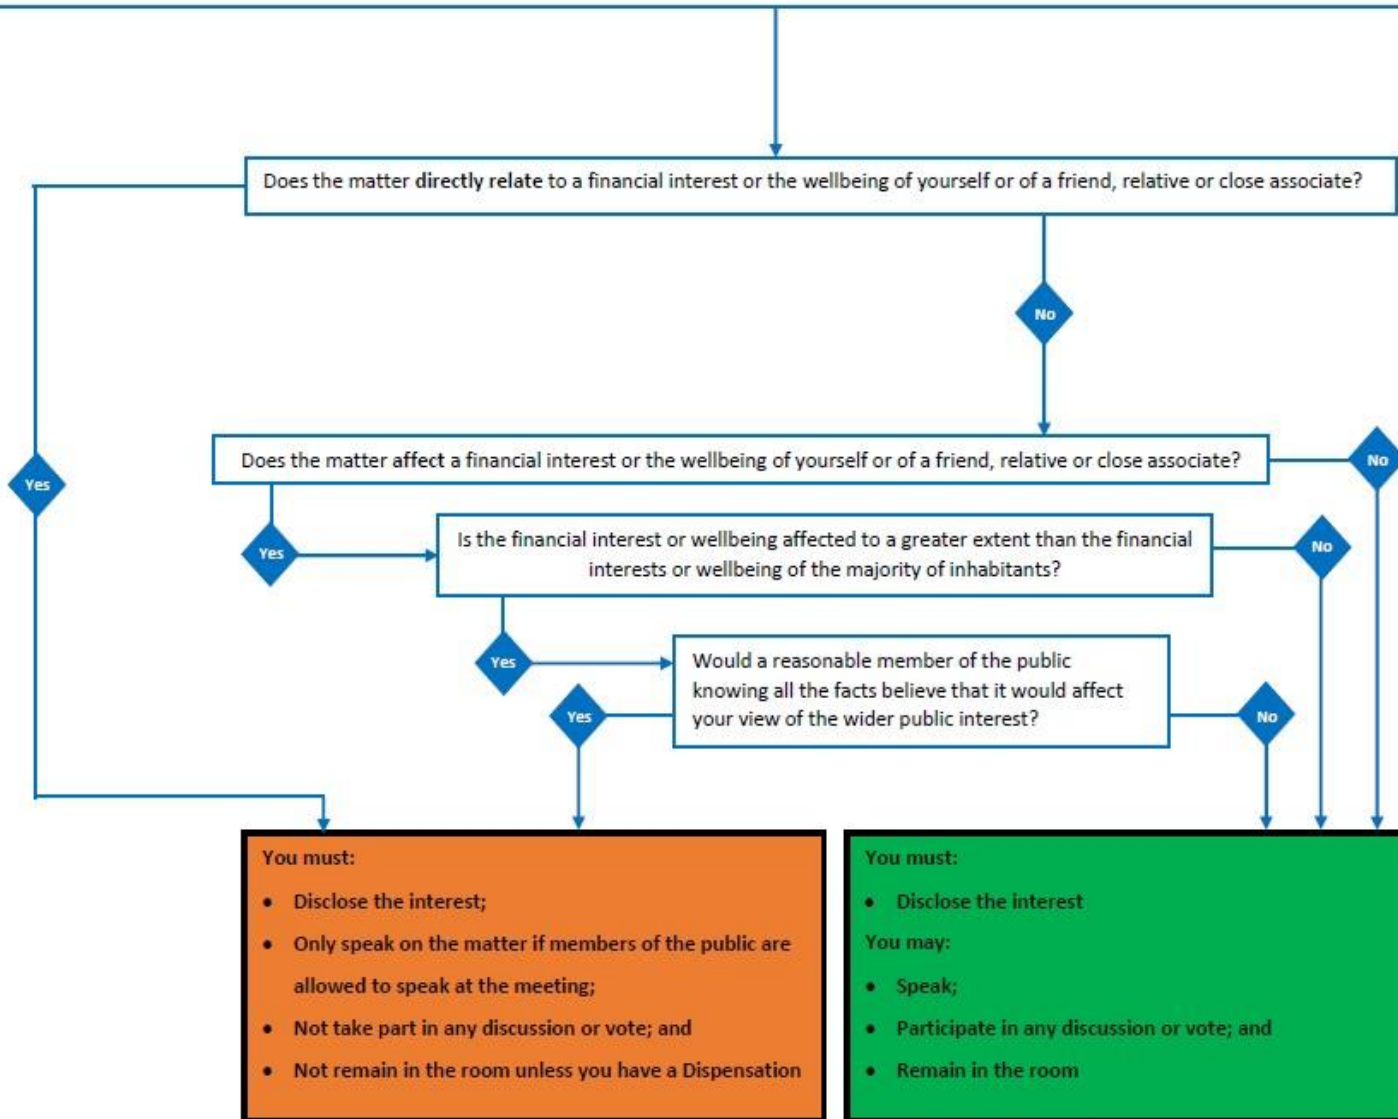 Does the matter directly relate to a financial interest or the wellbeing of yourself or of a friend, relative or close associate?
No
Does the matter affect a financial interest or the wellbeing of yourself or of a friend, relative or close associate?
No
Yes
Yes
Is the financial interest or wellbeing affected to a greater extent than the financial
interests or wellbeing of the majority of inhabitants?
No
Yes
Would a reasonable member of the public
knowing all the facts believe that it would affect
your view of the wider public interest?
Yes
No
You must:
• Disclose the interest;
• Only speak on the matter if members of the public are
allowed to speak at the meeting;
• Not take part in any discussion or vote; and
• Not remain in the room unless you have a Dispensation
You must:
• Disclose the interest
You may:
• Speak;
• Participate in any discussion or vote; and
• Remain in the room